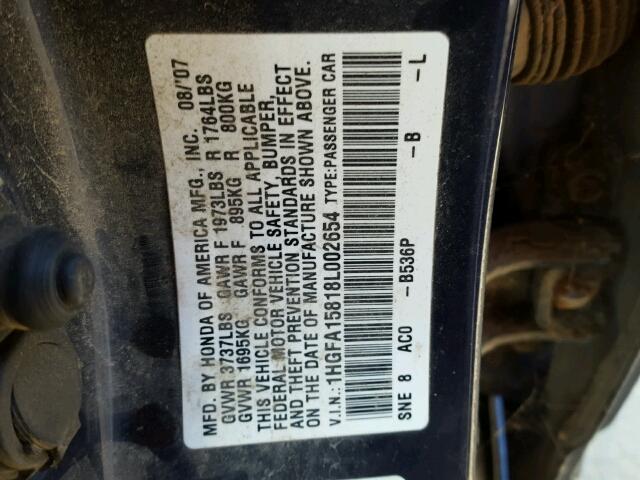 MFD. BY HONDA OF AMERICA MFG., INC. 08/'07
GVWR 3737LBS GAWR F 1973LBS R 1764LBS
GVWR 1695KG GAWR F 895KG R 800KG
THIS VEHICLE CONFORMS TO ALL APPLICABLE
FEDERAL MOTOR VEHICLE SAFETY, BUMPER,
AND THEFT PREVENTION STANDARDS IN EFFECT
ON THE DATE OF MANUFACTURE SHOWN ABOVE.
V.I.N.: 1HGFA15818L002654 TYPE:PASSENGER CAR
SNE 8 AC0 -B536P -B -L